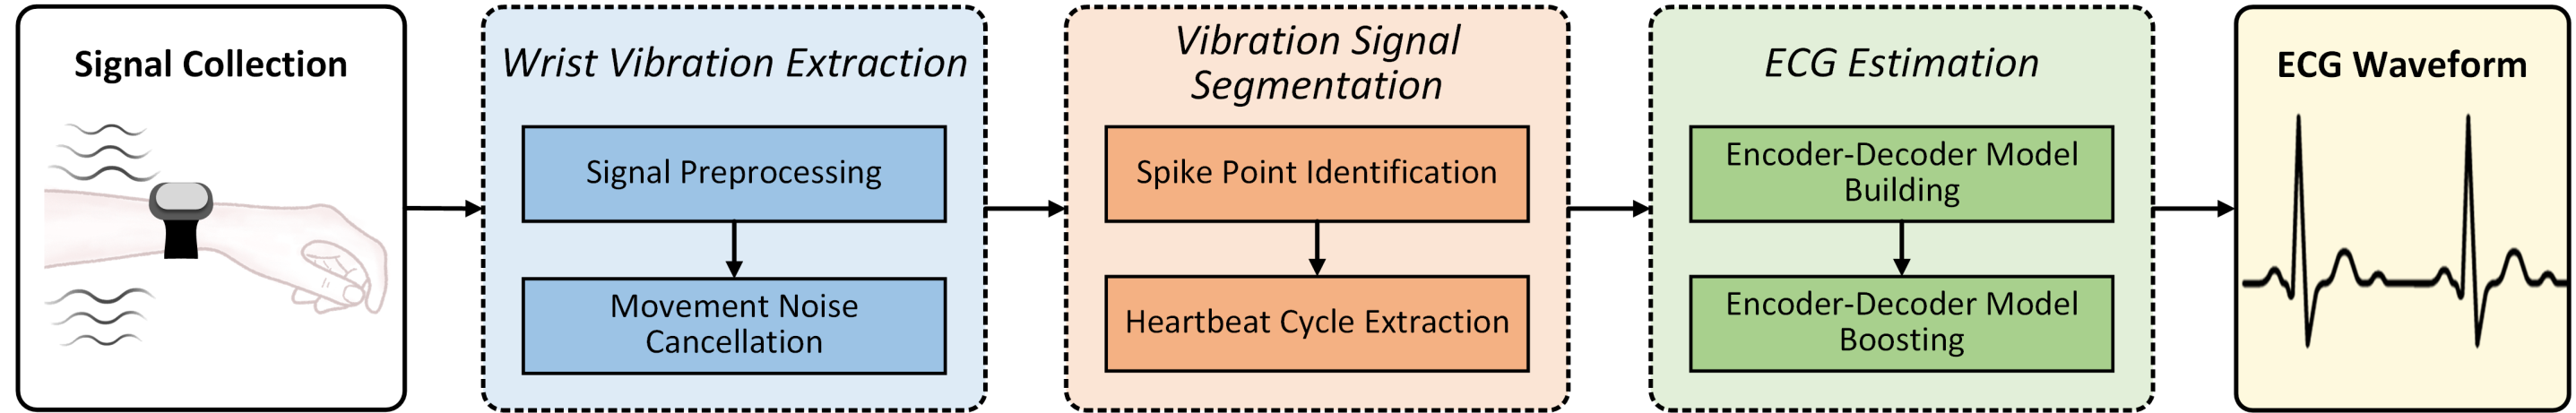 Signal Collection
Wrist Vibration Extraction
Signal Preprocessing
Movement Noise
Cancellation
Vibration Signal
Segmentation
Spike Point Identification
Heartbeat Cycle Extraction
ECG Estimation
Encoder-Decoder Model
Building
Encoder-Decoder Model
Boosting
ECG Waveform